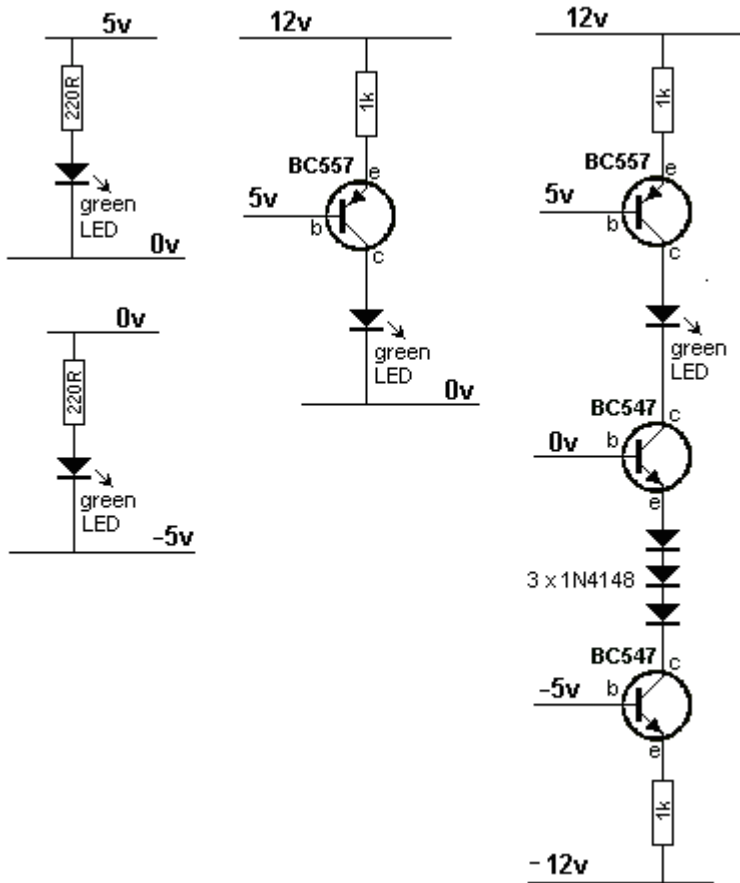 5v
220R
green
LED
0v
0v
220R
green
LED
-5v
12v
1k
BC557
e
5v
b
c
green
LED
0v
12v
1k
BC557
e
5v
b
c
green
LED
BC547
c
0v
b
e
3 x 1N4148
BC547
c
-5v
b
e
1k
- 12v